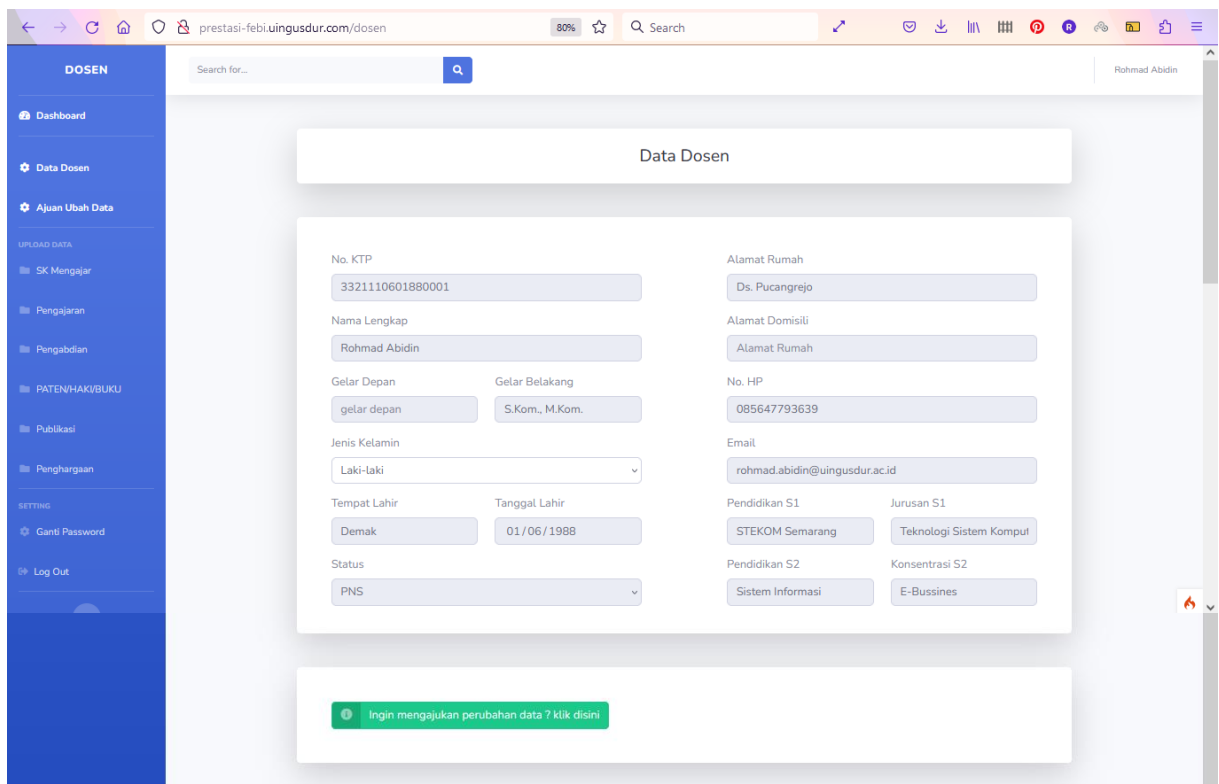 prestasi-febi.uingusdur.com/dosen
80%
Search
DOSEN
Search for...
Rohmad Abidin
Dashboard
Data Dosen
Ajuan Ubah Data
UPLOAD DATA
SK Mengajar
Pengajaran
Pengabdian
PATEN/HAKI/BUKU
Publikasi
Penghargaan
SETTING
Ganti Password
Log Out
Data Dosen
No. KTP
3321110601880001
Nama Lengkap
Rohmad Abidin
Gelar Depan Gelar Belakang
gelar depan S.Kom., M.Kom.
Jenis Kelamin
Laki-laki
Tempat Lahir Tanggal Lahir
Demak 01/06/1988
Status
PNS
Alamat Rumah
Ds. Pucangrejo
Alamat Domisili
Alamat Rumah
No. HP
085647793639
Email
rohmad.abidin@uingusdur.ac.id
Pendidikan S1 Jurusan S1
STEKOM Semarang Teknologi Sistem Komput
Pendidikan S2 Konsentrasi S2
Sistem Informasi E-Bussines
Ingin mengajukan perubahan data ? klik disini